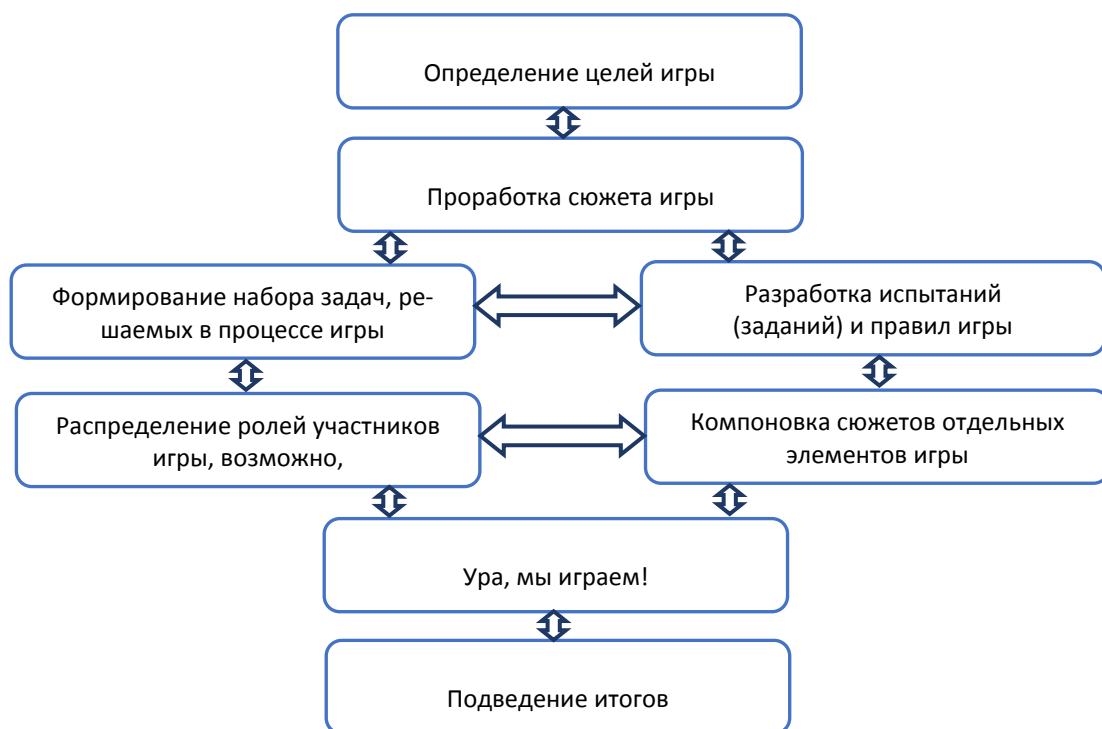 Определение целей игры
Проработка сюжета игры
Формирование набора задач, ре-
шаемых в процессе игры
Разработка испытаний
(заданий) и правил игры
Распределение ролей участников
игры, возможно,
Компоновка сюжетов отдельных
элементов игры
Ура, мы играем!
Подведение итогов